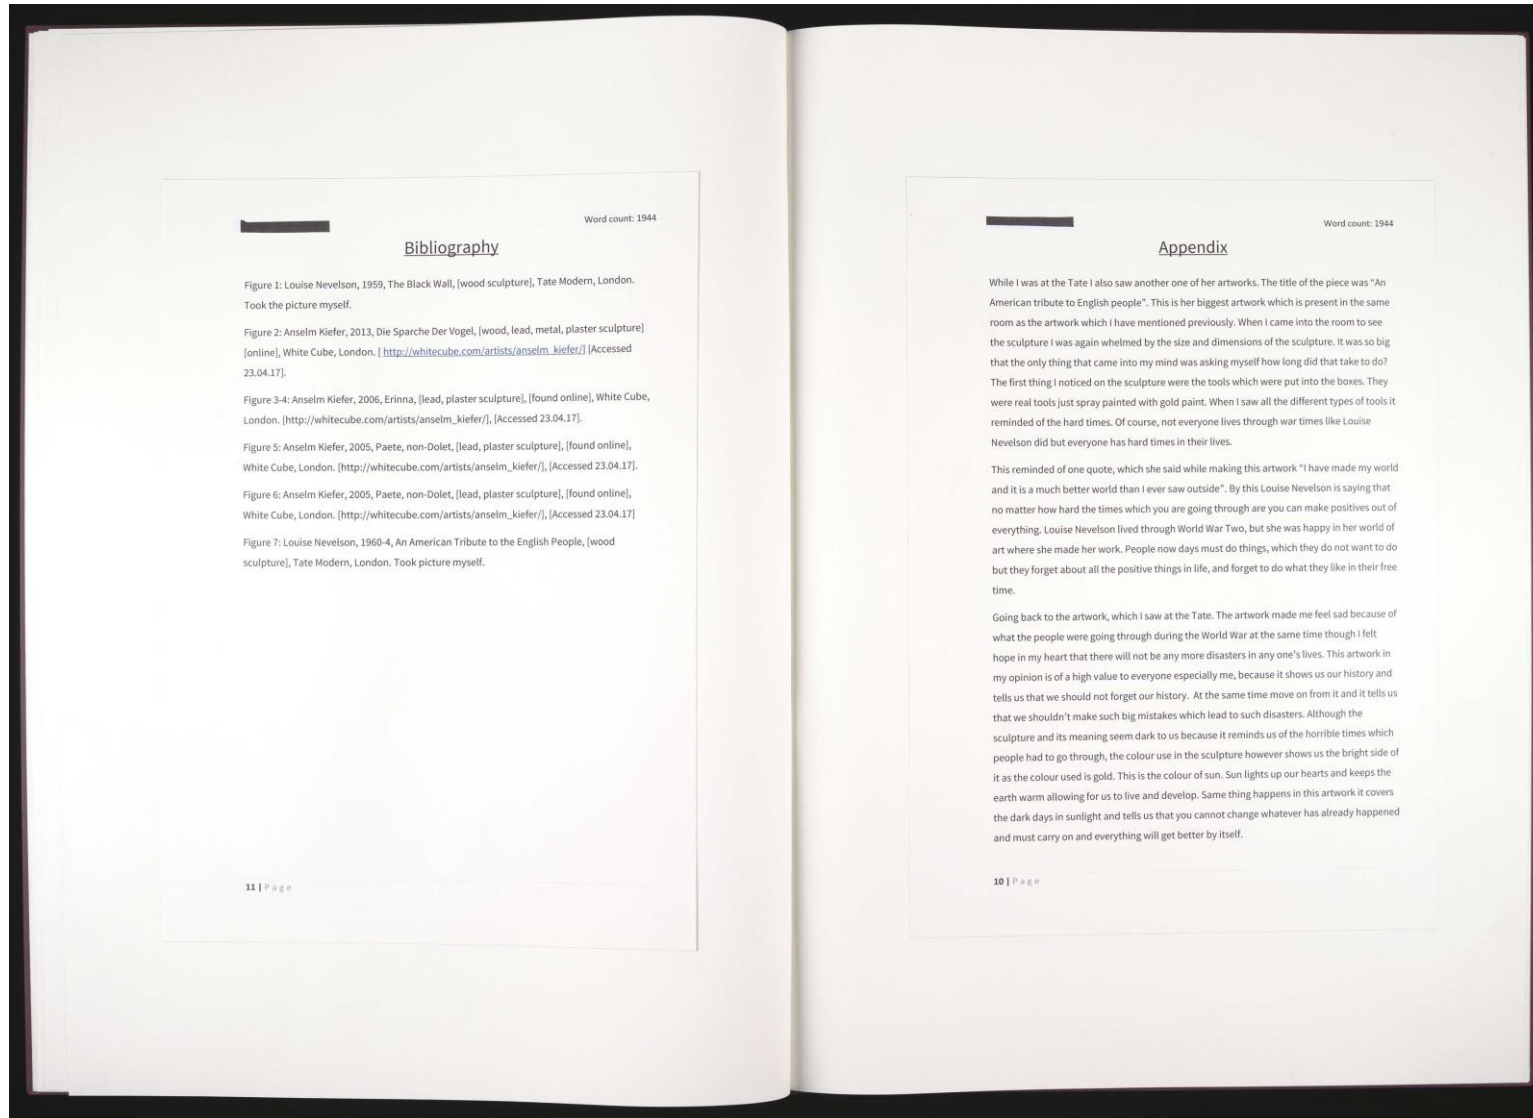 Word count: 1944
Bibliography
Figure 1: Louise Nevelson, 1959, The Black Wall, [wood sculpture], Tate Modern, London.
Took the picture myself.
Figure 2: Anselm Kiefer, 2013, Die Sparche Der Vogel, [wood, lead, metal, plaster sculpture]
[online], White Cube, London. [ http://whitecube.com/artists/anselm_kiefer/] [Accessed
23.04.17].
Figure 3-4: Anselm Kiefer, 2006, Erinna, [lead, plaster sculpture], [found online], White Cube,
London. [http://whitecube.com/artists/anselm_kiefer/], [Accessed 23.04.17].
Figure 5: Anselm Kiefer, 2005, Paete, non-Dolet, [lead, plaster sculpture], [found online],
White Cube, London. [http://whitecube.com/artists/anselm_kiefer/], [Accessed 23.04.17].
Figure 6: Anselm Kiefer, 2005, Paete, non-Dolet, [lead, plaster sculpture], [found online],
White Cube, London. [http://whitecube.com/artists/anselm_kiefer/], [Accessed 23.04.17]
Figure 7: Louise Nevelson, 1960-4, An American Tribute to the English People, [wood
sculpture], Tate Modern, London. Took picture myself.
11 | Page
Word count: 1944
Appendix
While I was at the Tate I also saw another one of her artworks. The title of the piece was "An
American tribute to English people". This is her biggest artwork which is present in the same
room as the artwork which I have mentioned previously. When I came into the room to see
the sculpture I was again whelmed by the size and dimensions of the sculpture. It was so big
that the only thing that came into my mind was asking myself how long did that take to do?
The first thing I noticed on the sculpture were the tools which were put into the boxes. They
were real tools just spray painted with gold paint. When I saw all the different types of tools it
reminded of the hard times. Of course, not everyone lives through war times like Louise
Nevelson did but everyone has hard times in their lives.
This reminded of one quote, which she said while making this artwork "I have made my world
and it is a much better world than I ever saw outside". By this Louise Nevelson is saying that
no matter how hard the times which you are going through are you can make positives out of
everything. Louise Nevelson lived through World War Two, but she was happy in her world of
art where she made her work. People now days must do things, which they do not want to do
but they forget about all the positive things in life, and forget to do what they like in their free
time.
Going back to the artwork, which I saw at the Tate. The artwork made me feel sad because of
what the people were going through during the World War at the same time though I felt
hope in my heart that there will not be any more disasters in any one's lives. This artwork in
my opinion is of a high value to everyone especially me, because it shows us our history and
tells us that we should not forget our history. At the same time move on from it and it tells us
that we shouldn't make such big mistakes which lead to such disasters. Although the
sculpture and its meaning seem dark to us because it reminds us of the horrible times which
people had to go through, the colour use in the sculpture however shows us the bright side of
it as the colour used is gold. This is the colour of sun. Sun lights up our hearts and keeps the
earth warm allowing for us to live and develop. Same thing happens in this artwork it covers
the dark days in sunlight and tells us that you cannot change whatever has already happened
and must carry on and everything will get better by itself.
10 | Page